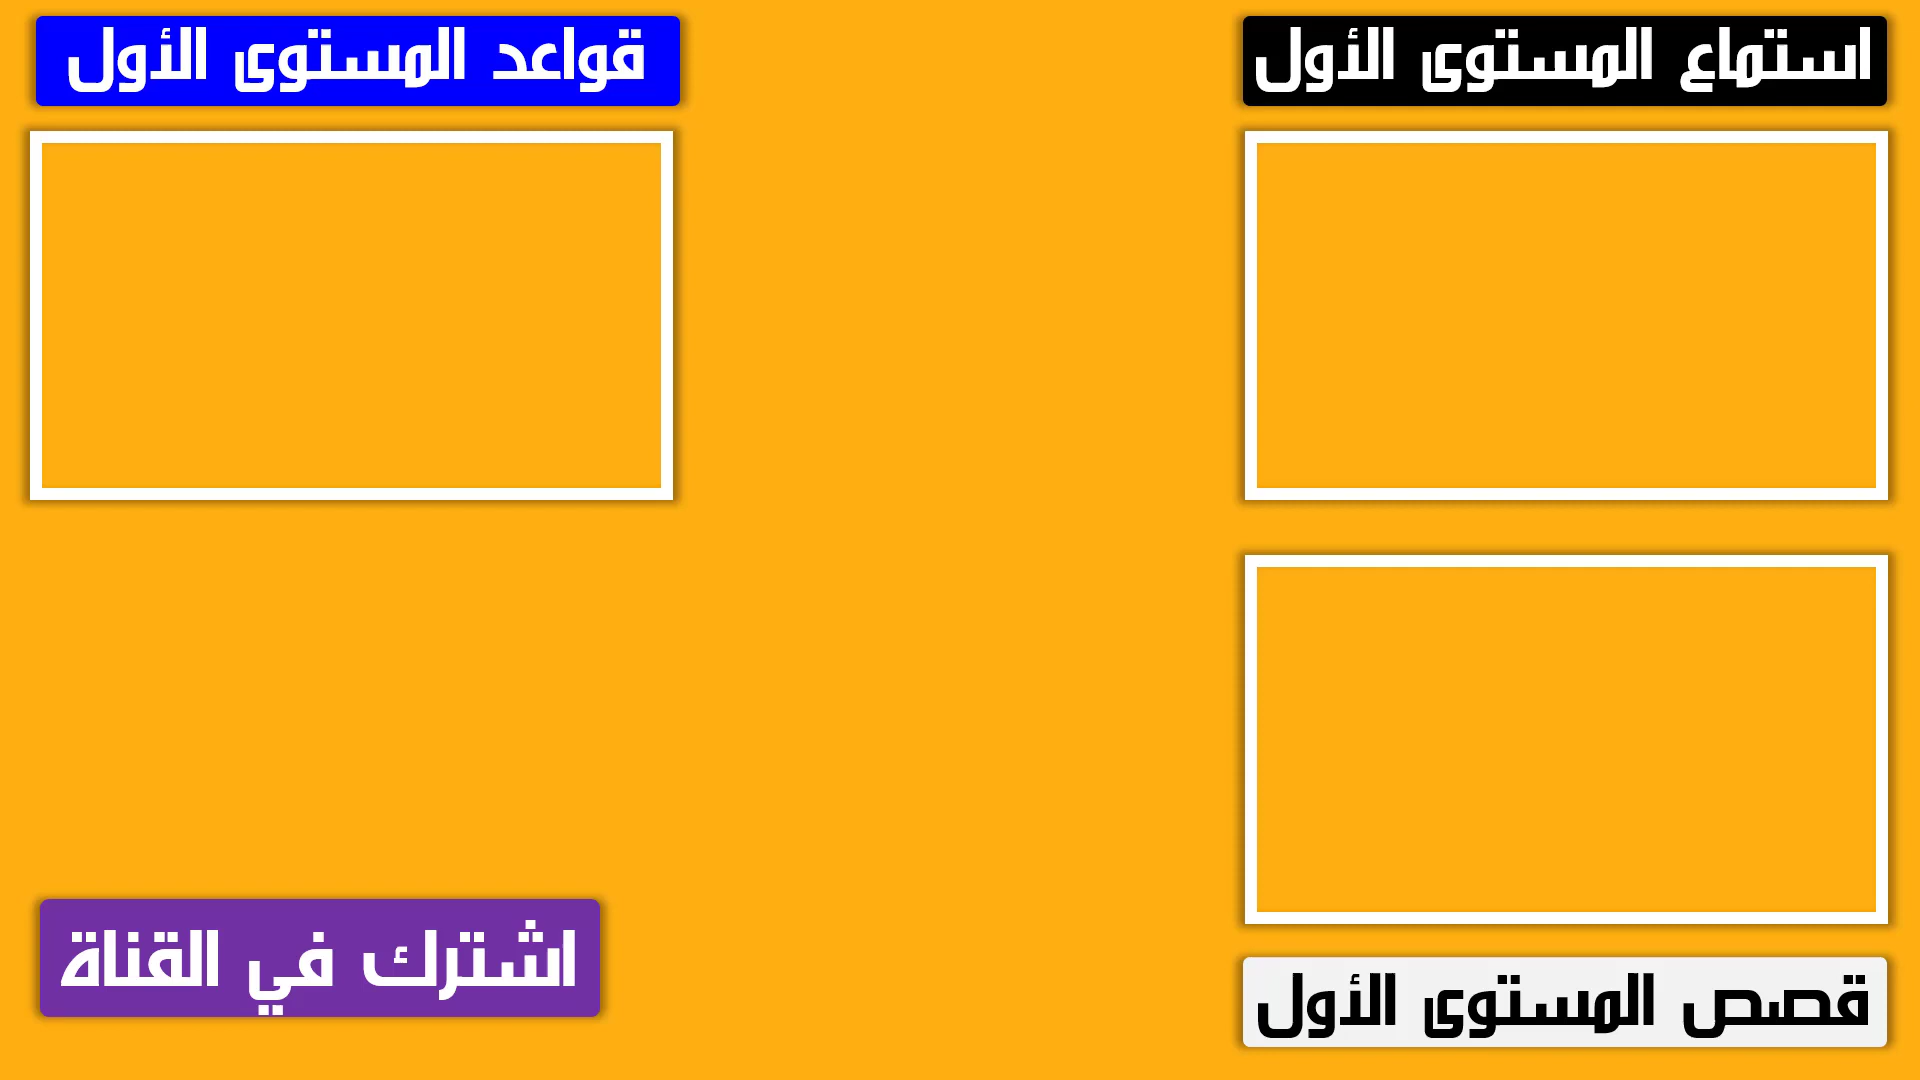 استماع المستوى الأول
قواعد المستوى الأول
اشترك في القناة
قصص المستوى الأول